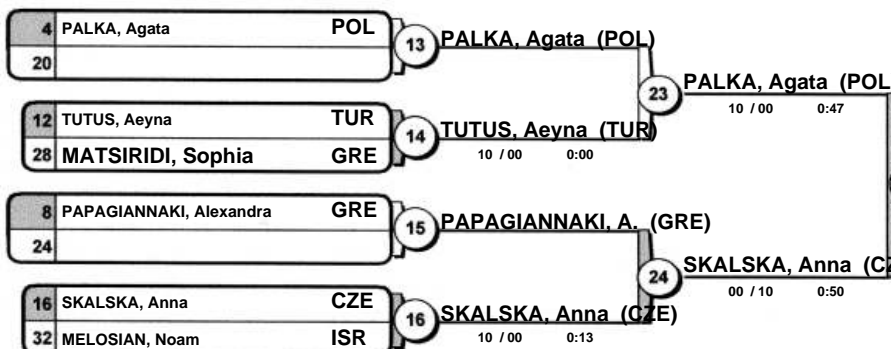 4 PALKA, Agata POL
20
13 PALKA, Agata (POL)
23 PALKA, Agata (POL
10 / 00 0:47
12 TUTUS, Aeyna TUR
28 MATSIRIDI, Sophia GRE
14 TUTUS, Aeyna (TUR)
10 / 00 0:00
8 PAPAGIANNAKI, Alexandra GRE
24
15 PAPAGIANNAKI, A. (GRE)
24 SKALSKA, Anna (CZ
00 / 10 0:50
16 SKALSKA, Anna CZE
32 MELOSIAN, Noam ISR
16 SKALSKA, Anna (CZE)
10 / 00 0:13